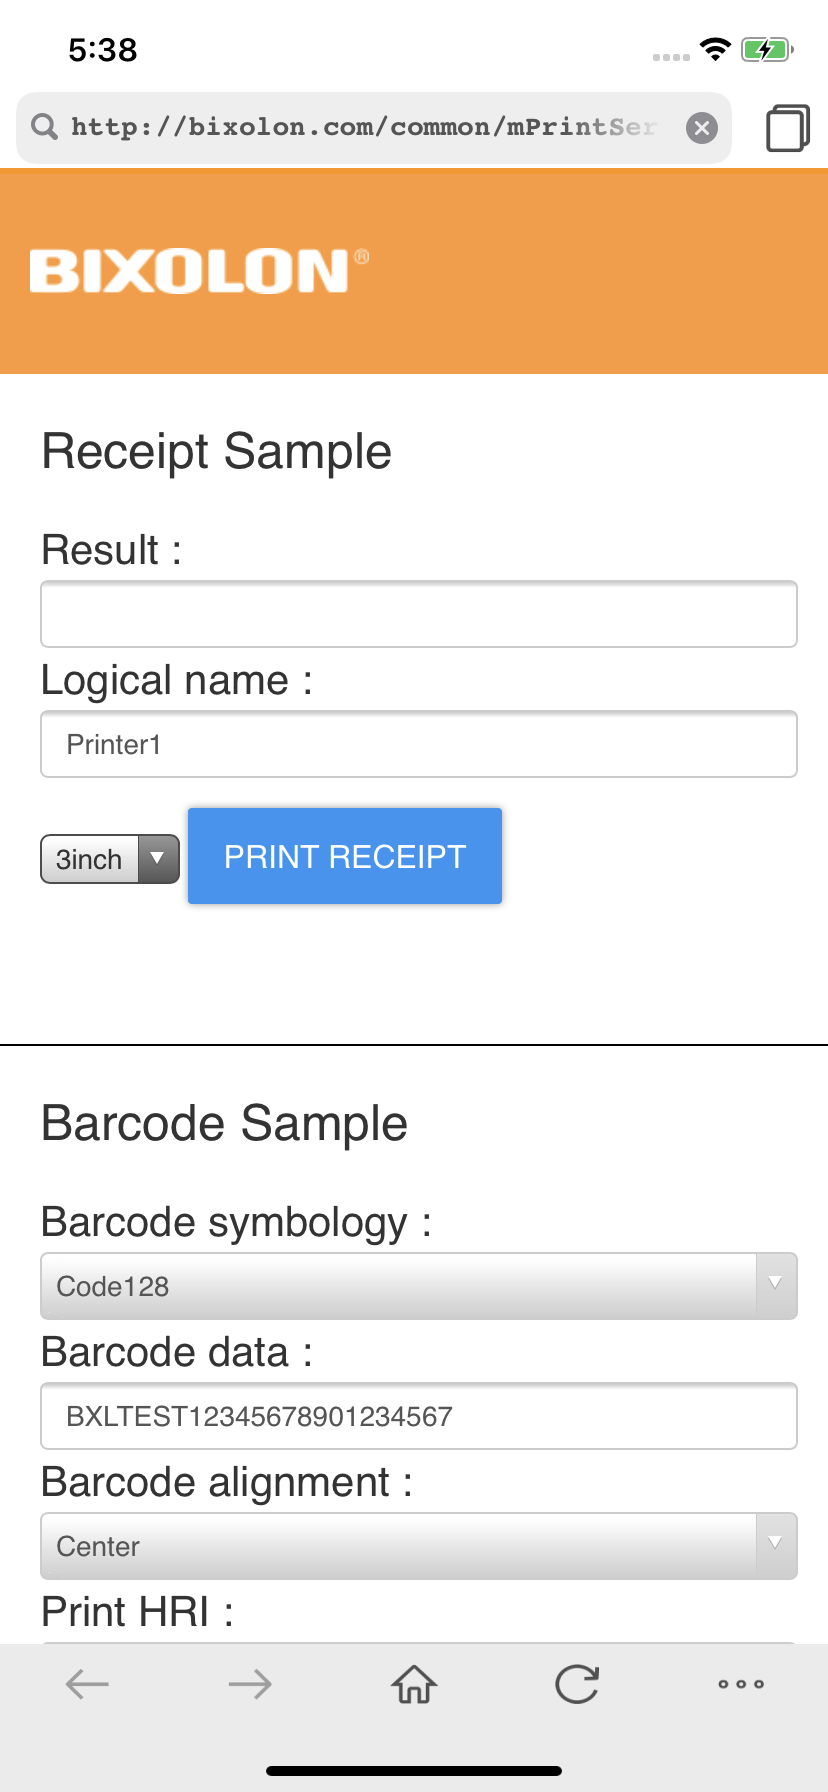 5:38
http://bixolon.com/common/mPrintSer
BIXOLON®
Receipt Sample
Result :
Logical name :
Printer1
3inch
PRINT RECEIPT
Barcode Sample
Barcode symbology :
Code128
Barcode data :
BXLTEST12345678901234567
Barcode alignment :
Center
Print HRI :